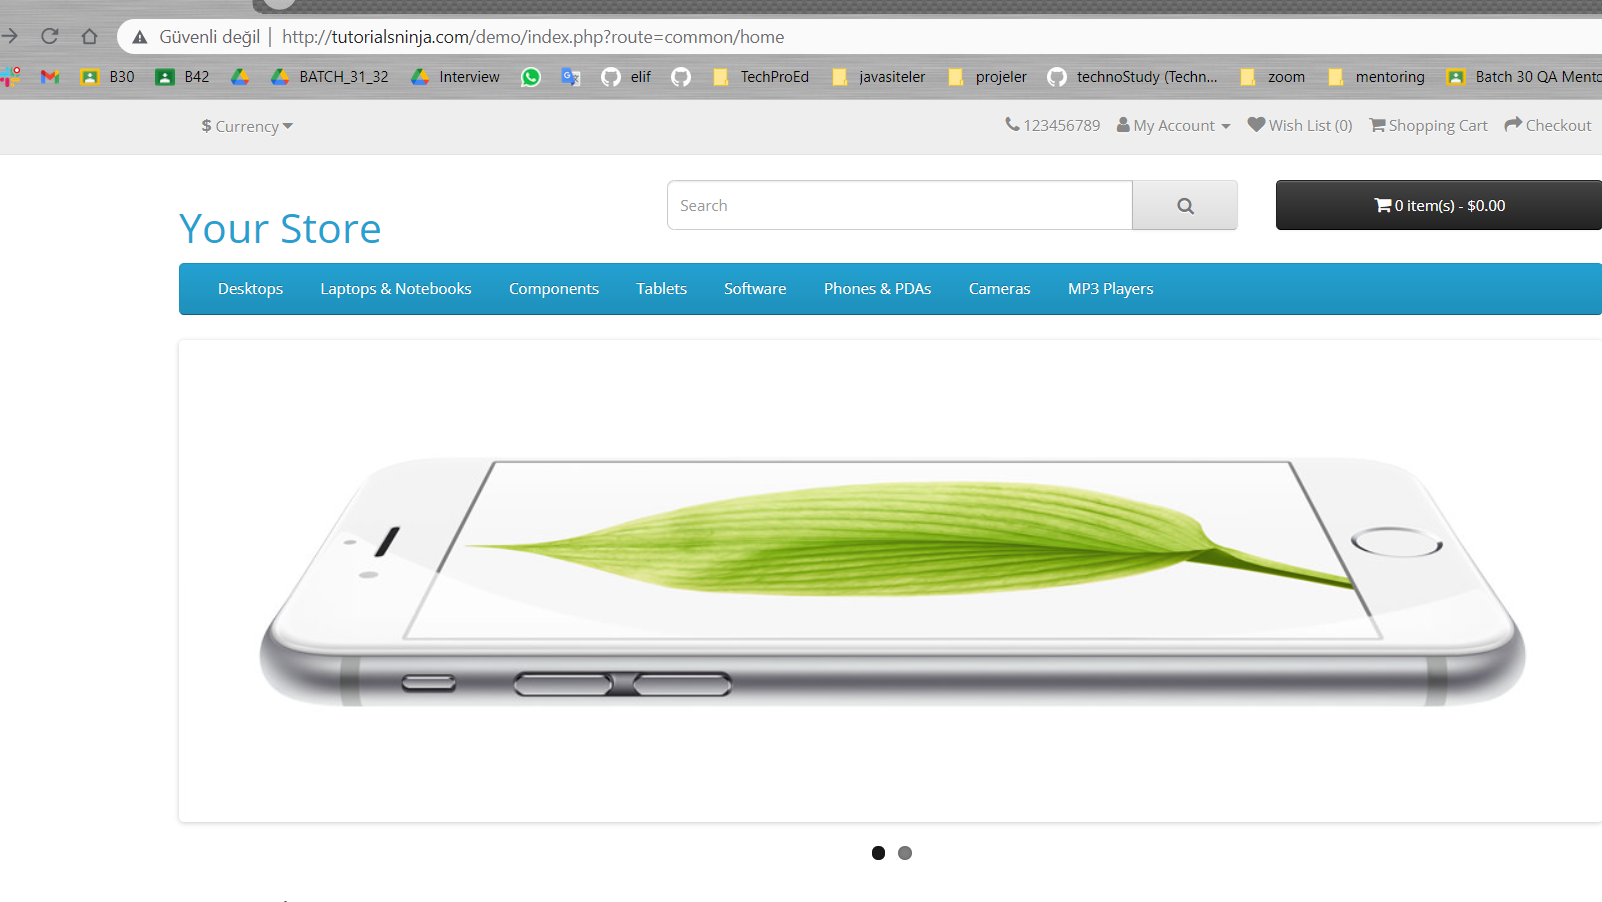 Güvenli değil | http://tutorialsninja.com/demo/index.php?route=common/home
B30 B42 BATCH_31_32 Interview elif TechProEd javasiteler projeler technoStudy (Techn... zoom mentoring Batch 30 QA Mento
$ Currency 123456789 My Account Wish List (0) Shopping Cart Checkout
Search 0 item(s) - $0.00
Your Store
Desktops Laptops & Notebooks Components Tablets Software Phones & PDAs Cameras MP3 Players